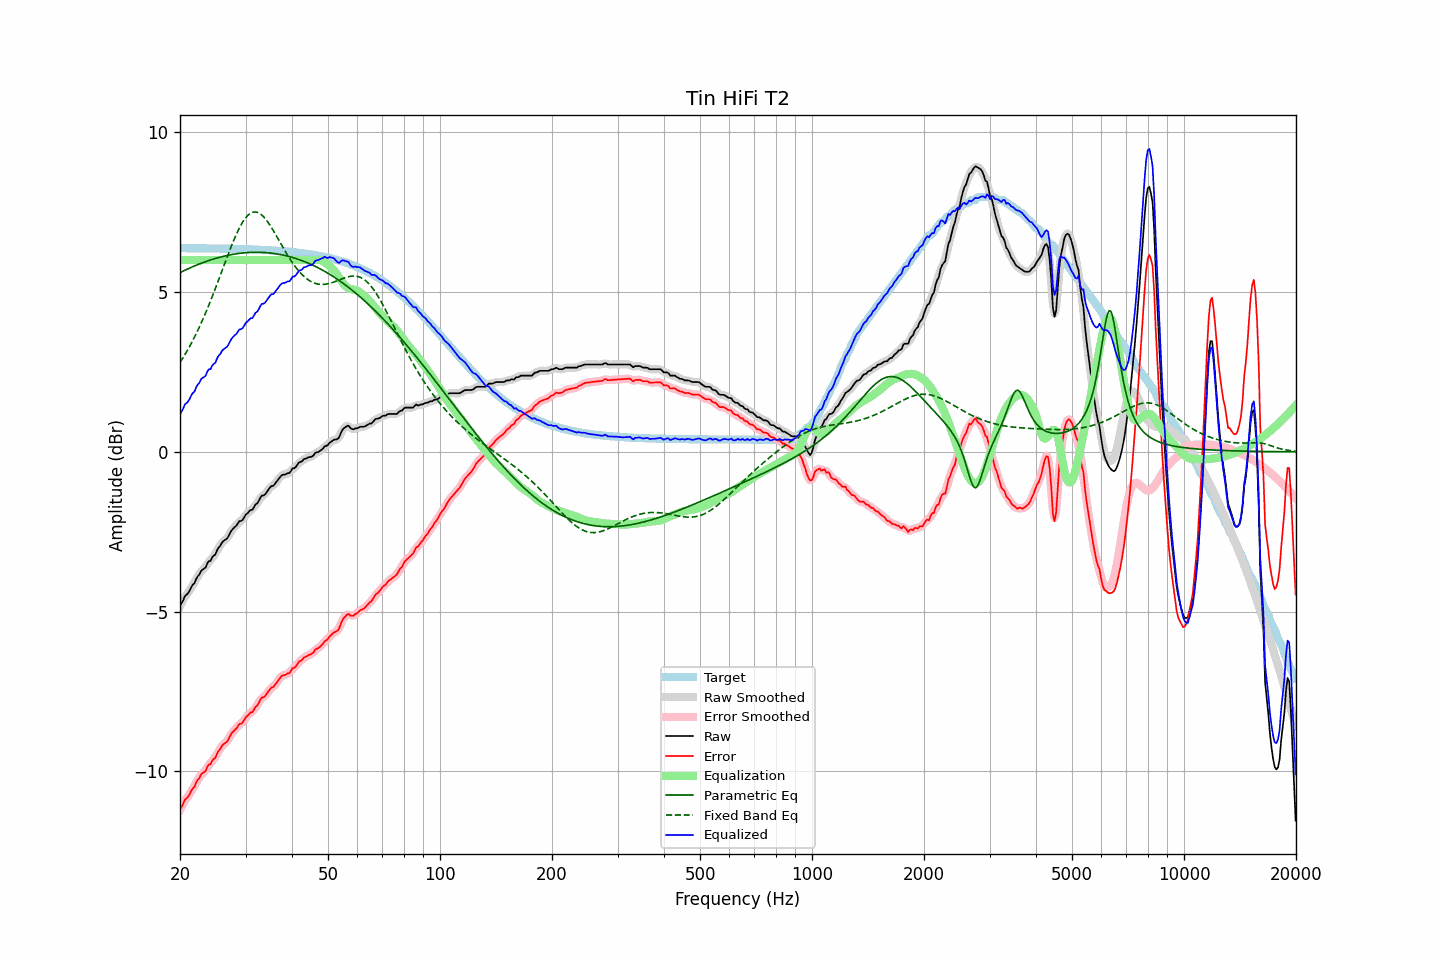 Tin HiFi T2
Amplitude (dBr)
10
5
0
−5
−10
Target
Raw Smoothed
Error Smoothed
Raw
Error
Equalization
Parametric Eq
Fixed Band Eq
Equalized
20
50
100
200
500
1000
2000
5000
10000
20000
Frequency (Hz)